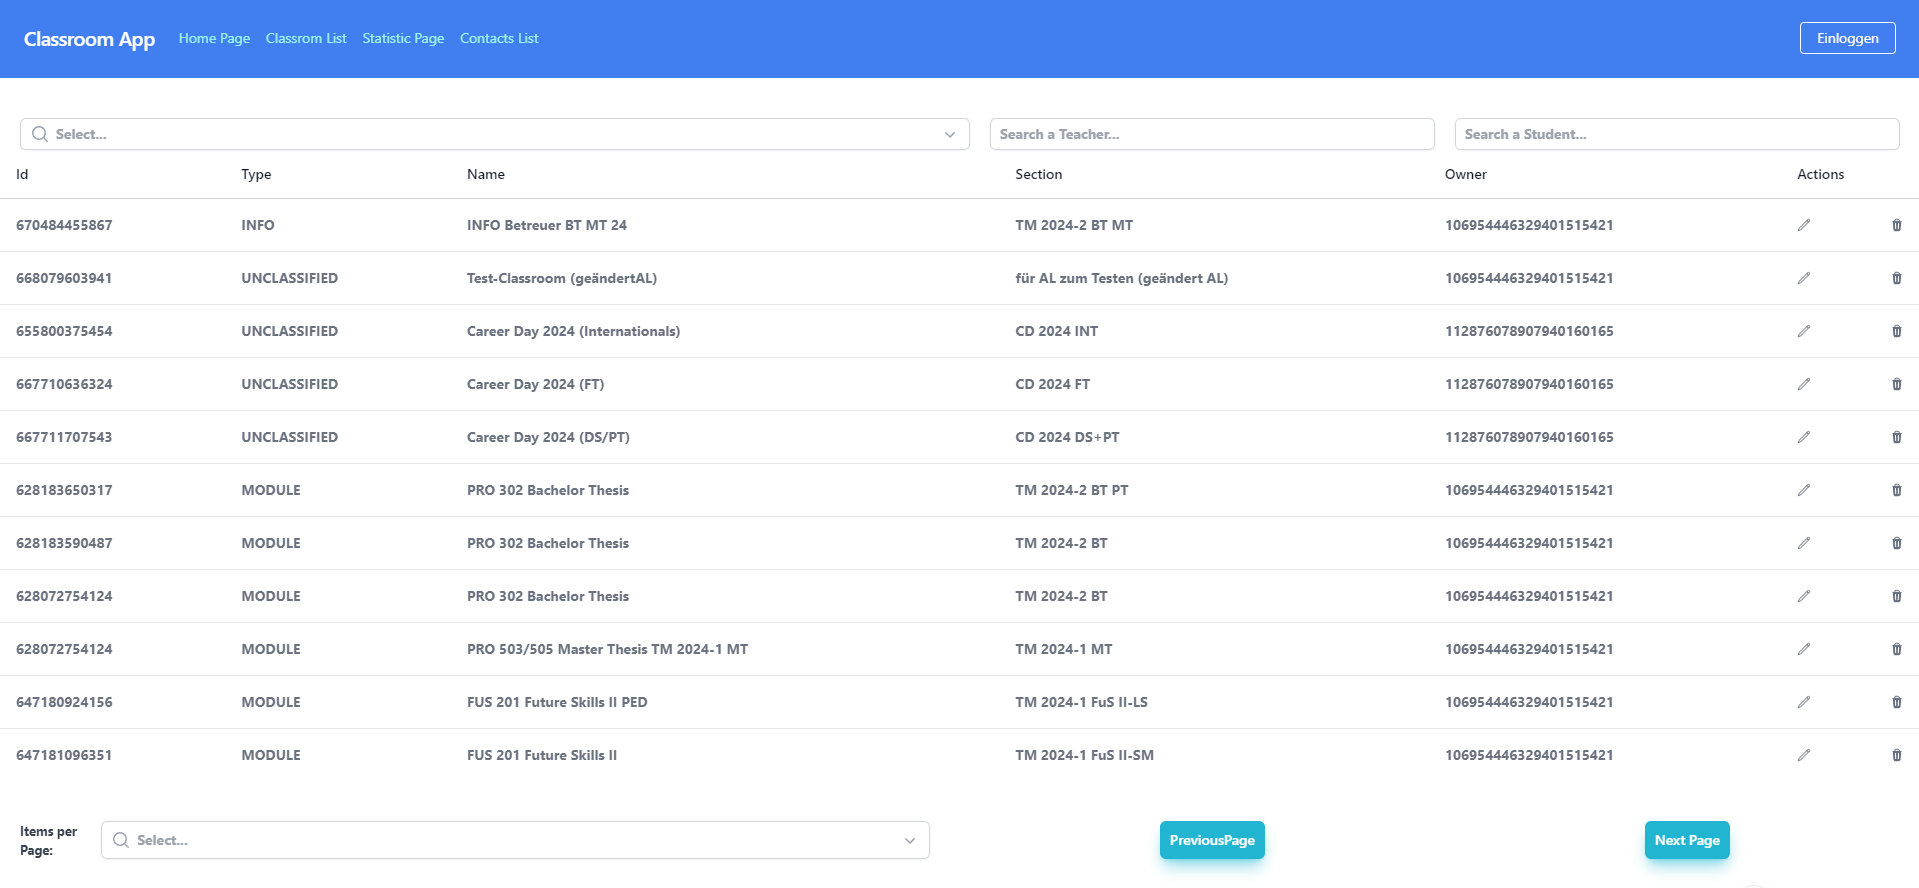 Classroom App Home Page Classrom List Statistic Page Contacts List Einloggen
Select... Search a Teacher... Search a Student...
Id Type Name Section Owner Actions
670484455867 INFO INFO Betreuer BT MT 24 TM 2024-2 BT MT 106954446329401515421
668079603941 UNCLASSIFIED Test-Classroom (geändertAL) für AL zum Testen (geändert AL) 106954446329401515421
655800375454 UNCLASSIFIED Career Day 2024 (Internationals) CD 2024 INT 112876078907940160165
667710636324 UNCLASSIFIED Career Day 2024 (FT) CD 2024 FT 112876078907940160165
667711707543 UNCLASSIFIED Career Day 2024 (DS/PT) CD 2024 DS+PT 112876078907940160165
628183650317 MODULE PRO 302 Bachelor Thesis TM 2024-2 BT PT 106954446329401515421
628183590487 MODULE PRO 302 Bachelor Thesis TM 2024-2 BT 106954446329401515421
628072754124 MODULE PRO 302 Bachelor Thesis TM 2024-2 BT 106954446329401515421
628072754124 MODULE PRO 503/505 Master Thesis TM 2024-1 MT TM 2024-1 MT 106954446329401515421
647180924156 MODULE FUS 201 Future Skills II PED TM 2024-1 FuS II-LS 106954446329401515421
647181096351 MODULE FUS 201 Future Skills II TM 2024-1 FuS II-SM 106954446329401515421
Items per
Page: Select... PreviousPage Next Page